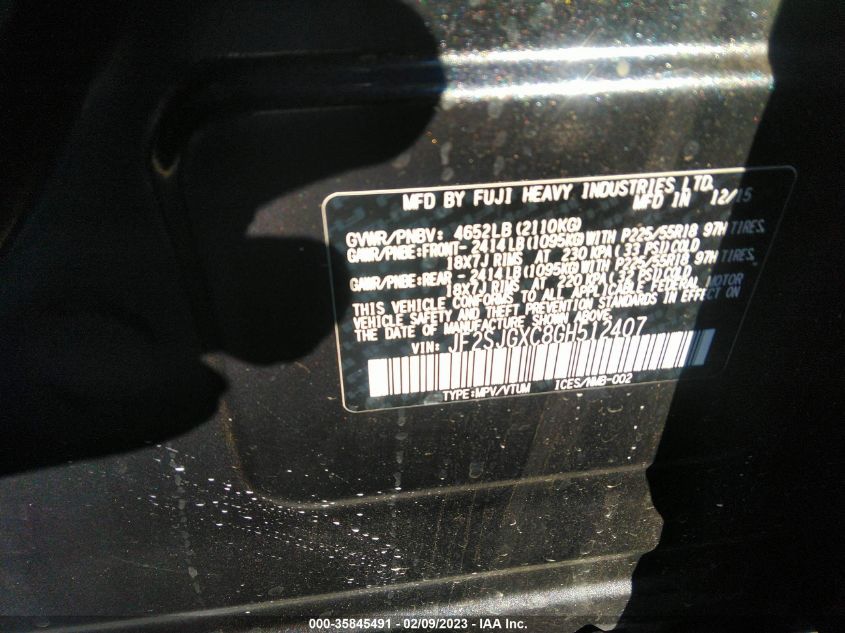 MFD BY FUJI HEAVY INDUSTRIES LTD.
MFD IN 12/15
GVWR/PNBV: 4652LB(2110KG)
GAWR/PNBE:FRONT- 2414LB(1095KG)WITH P225/55R18 97H TIRES,
18X7J RIMS AT 230 KPA(33 PSI)COLD
GAWR/PNBE:REAR - 2414LB(1095KG)WITH P225/55R18 97H TIRES,
18X7J RIMS AT 220 KPA(32 PSI)COLD
THIS VEHICLE CONFORMS TO ALL APPLICABLE FEDERAL MOTOR
VEHICLE SAFETY AND THEFT PREVENTION STANDARDS IN EFFECT ON
THE DATE OF MANUFACTURE SHOWN ABOVE.
VIN: JF2SJGXC8GH512407
TYPE:MPV/VTUM ICES/NMB-002
000-35845491 - 02/09/2023 - IAA Inc.